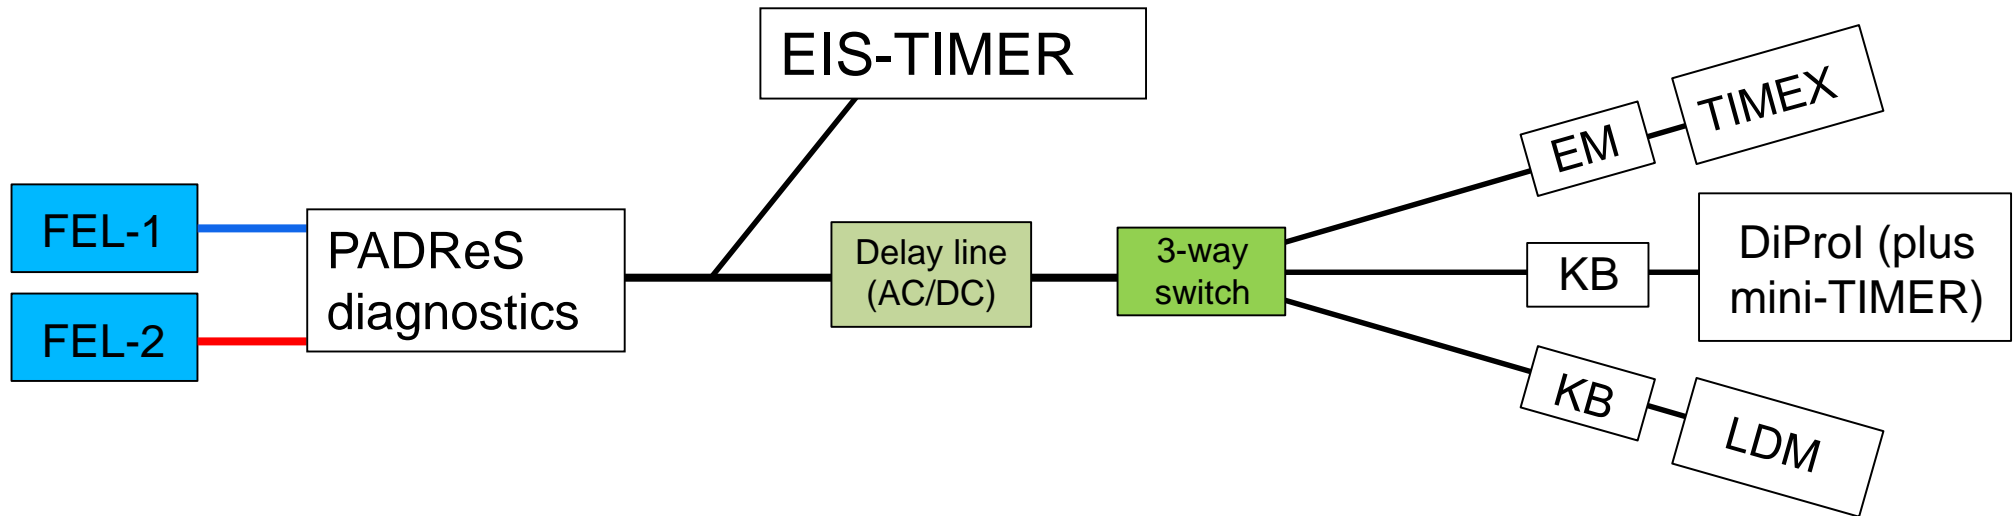 EIS-TIMER
FEL-1
FEL-2
PADReS
diagnostics
Delay line
(AC/DC)
3-way
switch
EM
TIMEX
KB
DiProI (plus
mini-TIMER)
KB
LDM